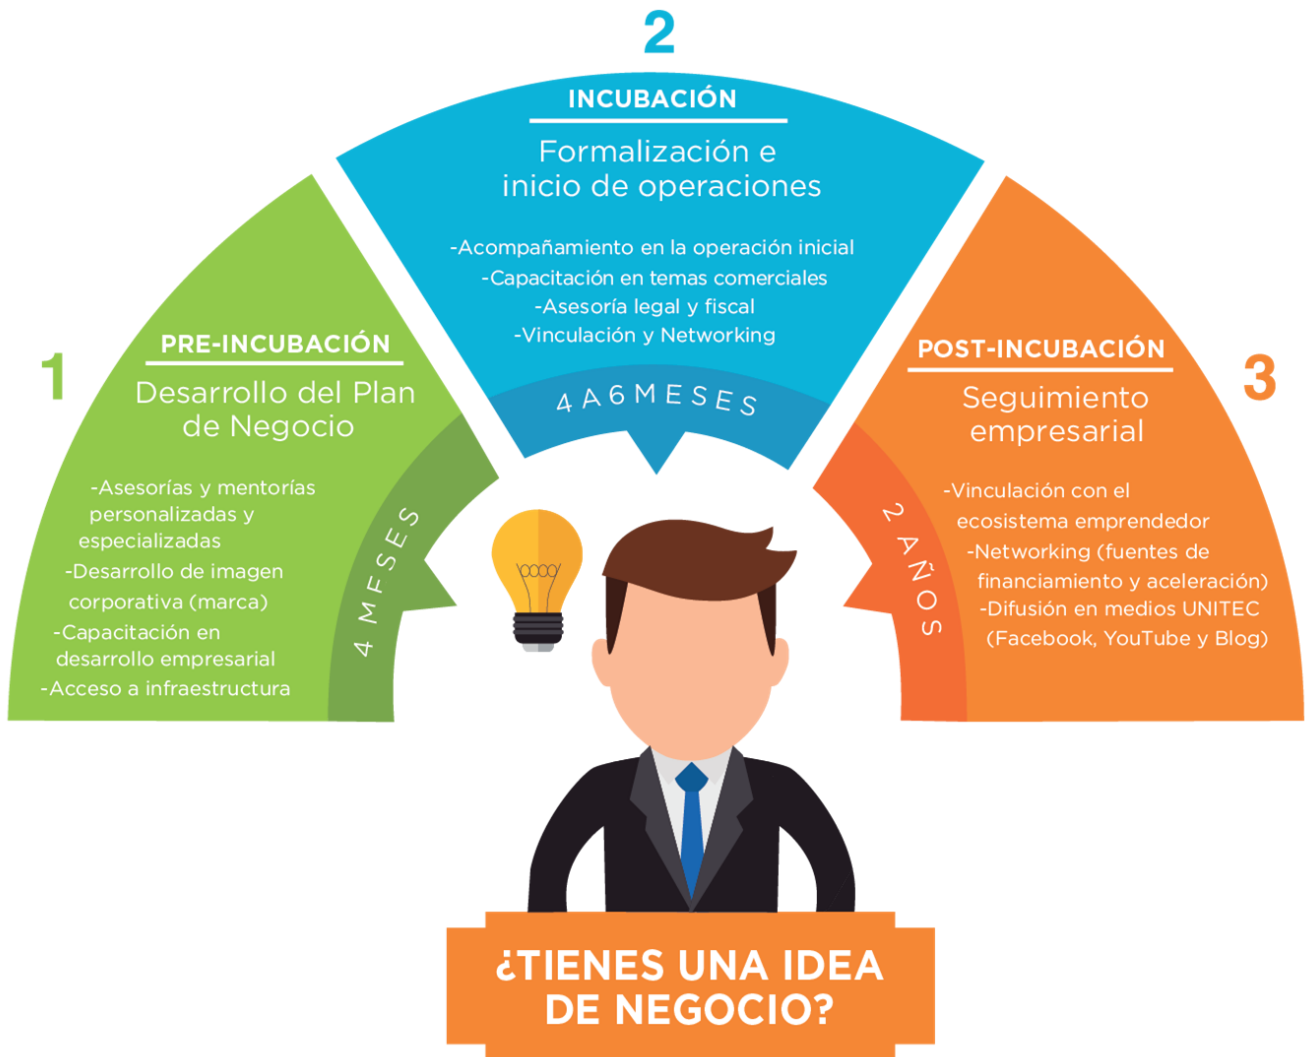 1
PRE-INCUBACIÓN
Desarrollo del Plan
de Negocio
-Asesorías y mentorías
personalizadas y
especializadas
-Desarrollo de imagen
corporativa (marca)
-Capacitación en
desarrollo empresarial
-Acceso a infraestructura
4 MESES
2
INCUBACIÓN
Formalización e
inicio de operaciones
-Acompañamiento en la operación inicial
-Capacitación en temas comerciales
-Asesoría legal y fiscal
-Vinculación y Networking
4 A 6 MESES
3
POST-INCUBACIÓN
Seguimiento
empresarial
-Vinculación con el
ecosistema emprendedor
-Networking (fuentes de
financiamiento y aceleración)
-Difusión en medios UNITEC
(Facebook, YouTube y Blog)
2 AÑOS
¿TIENES UNA IDEA
DE NEGOCIO?